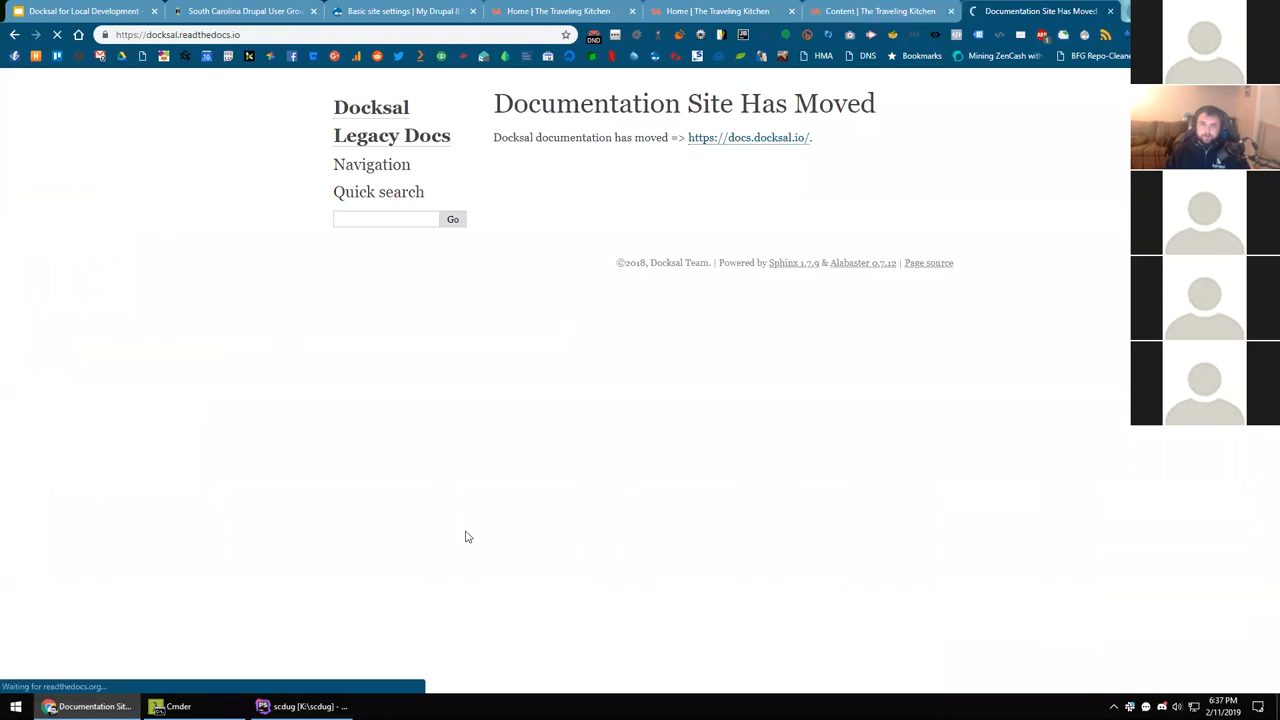 Docksal for Local Development
South Carolina Drupal User Grou
Basic site settings | My Drupal 8
Home | The Traveling Kitchen
Home | The Traveling Kitchen
Content | The Traveling Kitchen
Documentation Site Has Moved
https://docksal.readthedocs.io
DND
HMA
DNS
Bookmarks
Mining ZenCash with
BFG Repo-Cleane
Docksal
Legacy Docs
Navigation
Quick search
Go
Documentation Site Has Moved
Docksal documentation has moved => https://docs.docksal.io/.
©2018, Docksal Team. | Powered by Sphinx 1.7.9 & Alabaster 0.7.12 | Page source
Waiting for readthedocs.org...
Documentation Sit...
Cmder
scdug [K:\scdug] - ...
6:37 PM
2/11/2019